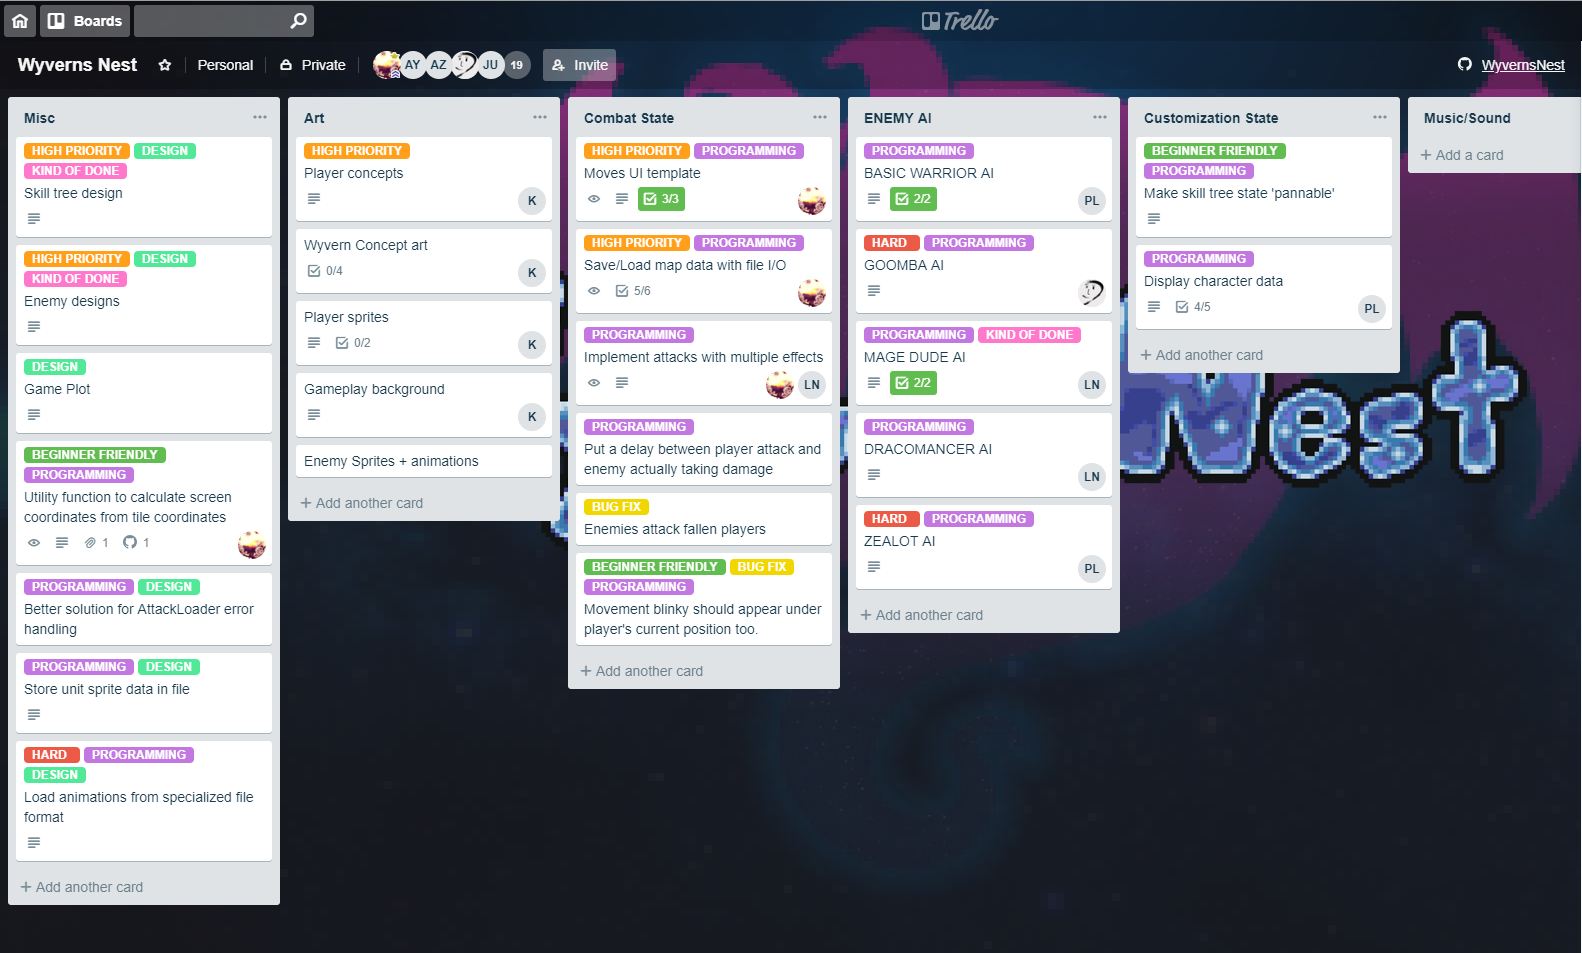 Boards
Trello
Wyverns Nest
Personal
Private
AY
AZ
JU
19
Invite
WyvernsNest
Misc
HIGH PRIORITY DESIGN
KIND OF DONE
Skill tree design
HIGH PRIORITY DESIGN
KIND OF DONE
Enemy designs
DESIGN
Game Plot
BEGINNER FRIENDLY
PROGRAMMING
Utility function to calculate screen
coordinates from tile coordinates
1 1
PROGRAMMING DESIGN
Better solution for AttackLoader error
handling
PROGRAMMING DESIGN
Store unit sprite data in file
HARD PROGRAMMING
DESIGN
Load animations from specialized file
format
+ Add another card
Art
HIGH PRIORITY
Player concepts
K
Wyvern Concept art
0/4 K
Player sprites
0/2 K
Gameplay background
K
Enemy Sprites + animations
+ Add another card
Combat State
HIGH PRIORITY PROGRAMMING
Moves UI template
3/3
HIGH PRIORITY PROGRAMMING
Save/Load map data with file I/O
5/6
PROGRAMMING
Implement attacks with multiple effects
LN
PROGRAMMING
Put a delay between player attack and
enemy actually taking damage
BUG FIX
Enemies attack fallen players
BEGINNER FRIENDLY BUG FIX
PROGRAMMING
Movement blinky should appear under
player's current position too.
+ Add another card
ENEMY AI
PROGRAMMING
BASIC WARRIOR AI
2/2 PL
HARD PROGRAMMING
GOOMBA AI
PROGRAMMING KIND OF DONE
MAGE DUDE AI
2/2 LN
PROGRAMMING
DRACOMANCER AI
LN
HARD PROGRAMMING
ZEALOT AI
PL
+ Add another card
Customization State
BEGINNER FRIENDLY
PROGRAMMING
Make skill tree state 'pannable'
PROGRAMMING
Display character data
4/5 PL
+ Add another card
Music/Sound
+ Add a card
Nest